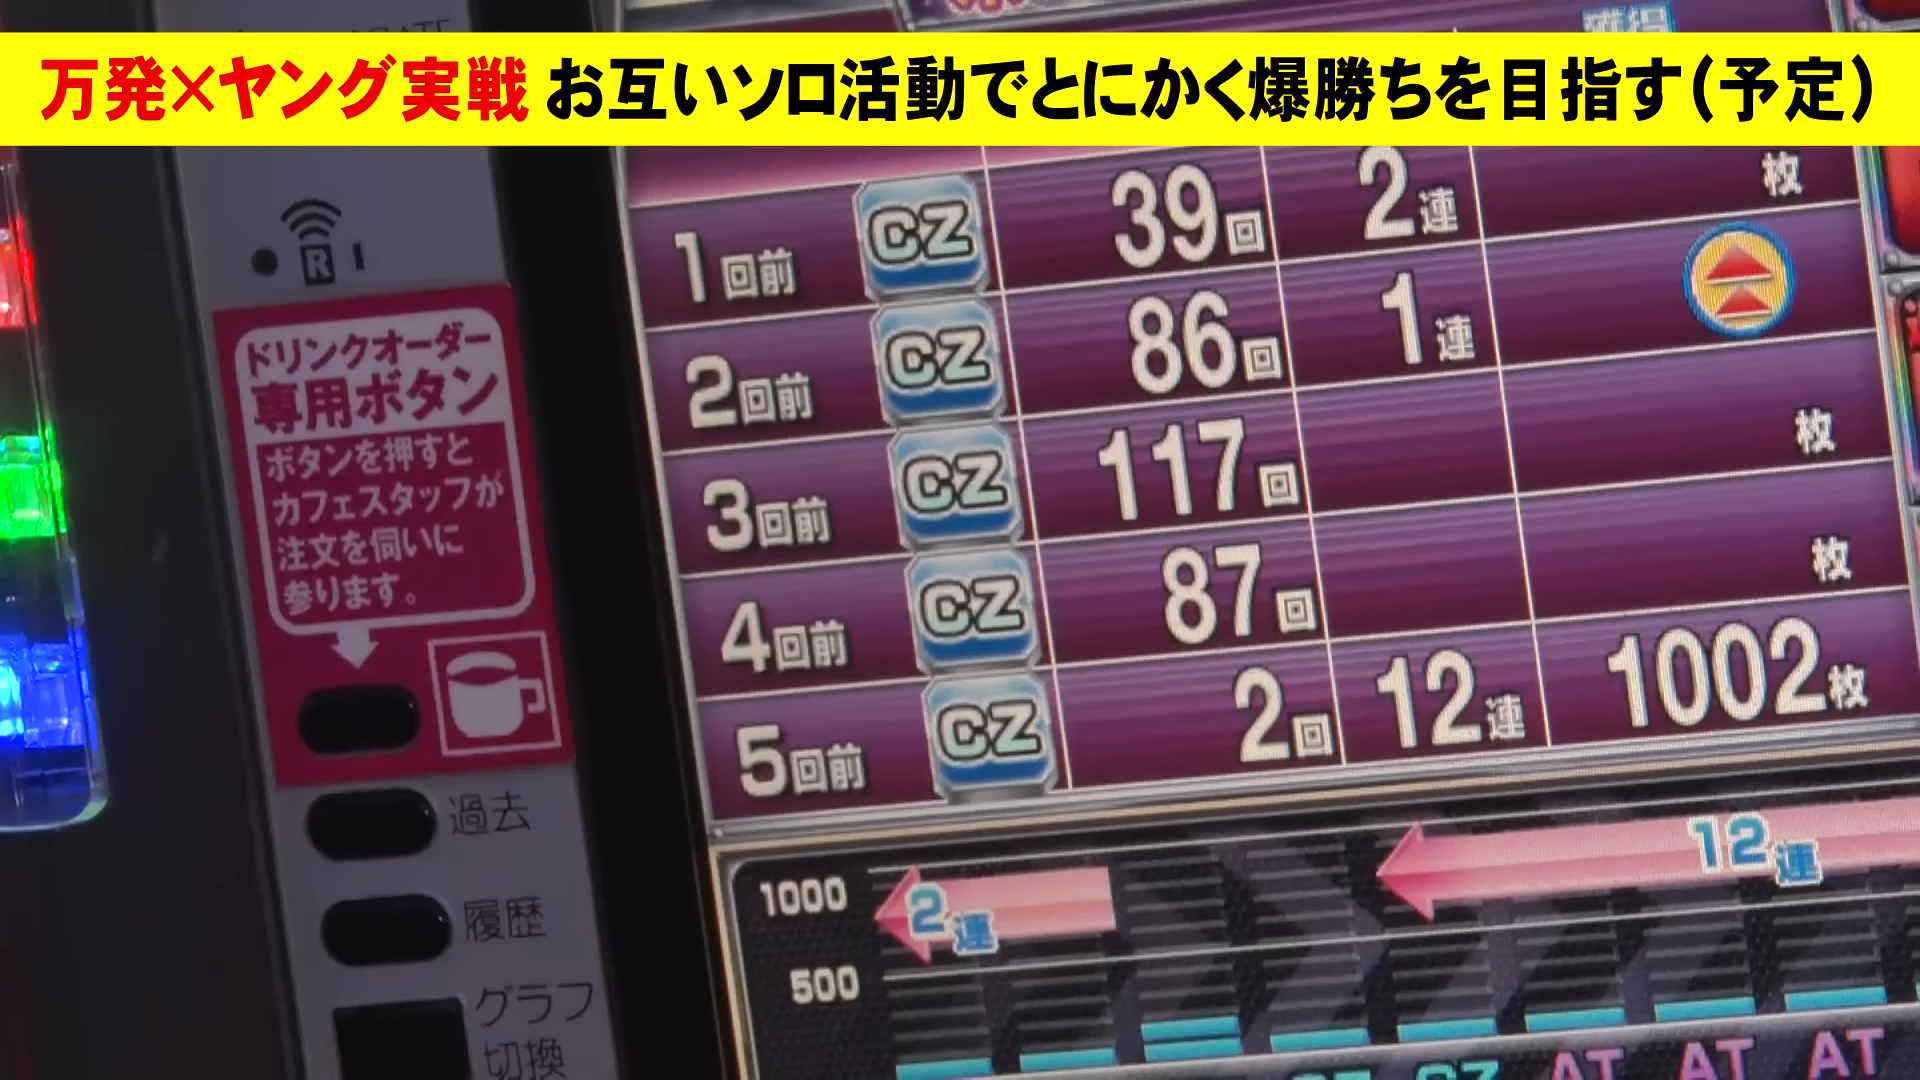 万発×ヤング実戦 お互いソロ活動でとにかく爆勝ちを目指す(予定)
R
ドリンクオーダー
専用ボタン
ボタンを押すと
カフェスタッフが
注文を伺いに
参ります。
過去
履歴
グラフ
切換
1回前 CZ 39回 2連 枚
2回前 CZ 86回 1連
3回前 CZ 117回 枚
4回前 CZ 87回 枚
5回前 CZ 2回 12連 1002枚
12連
1000 2連
500
CZ AT AT AT